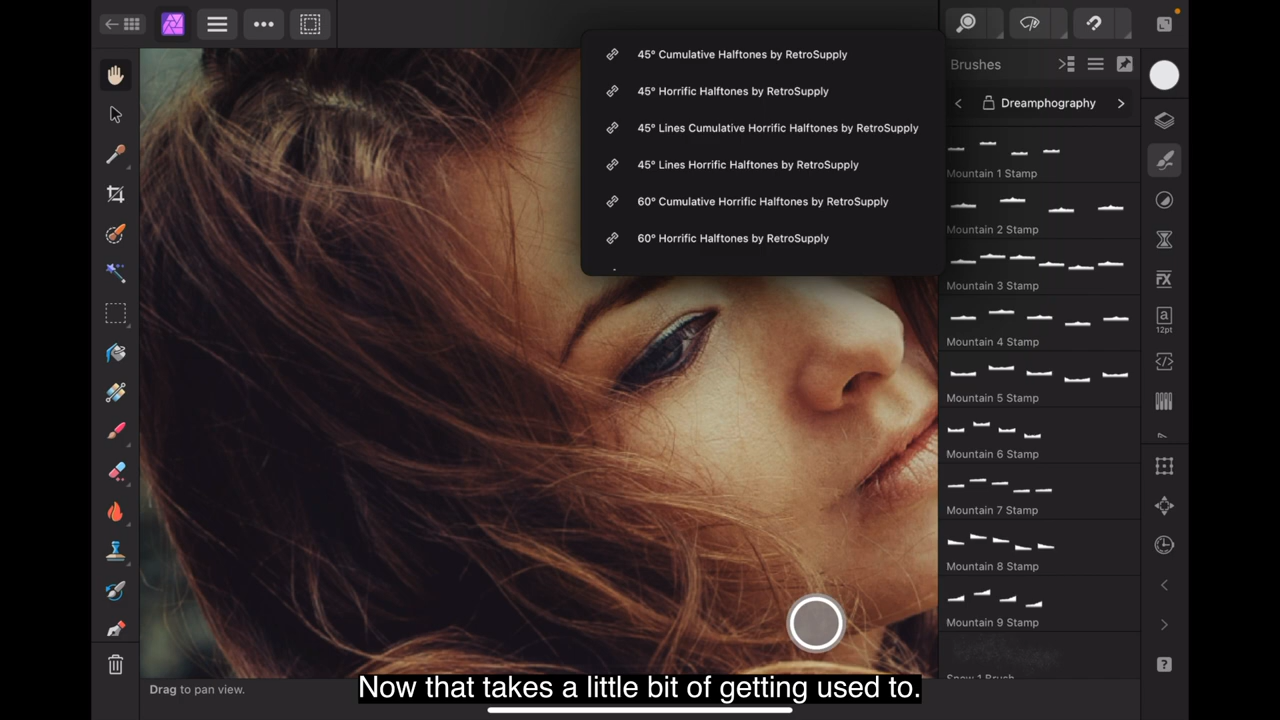 45° Cumulative Halftones by RetroSupply
45° Horrific Halftones by RetroSupply
45° Lines Cumulative Horrific Halftones by RetroSupply
45° Lines Horrific Halftones by RetroSupply
60° Cumulative Horrific Halftones by RetroSupply
60° Horrific Halftones by RetroSupply
Brushes
Dreamphography
Mountain 1 Stamp
Mountain 2 Stamp
Mountain 3 Stamp
Mountain 4 Stamp
Mountain 5 Stamp
Mountain 6 Stamp
Mountain 7 Stamp
Mountain 8 Stamp
Mountain 9 Stamp
Snow 1 Brush
FX
a
12pt
?
Drag to pan view.
Now that takes a little bit of getting used to.